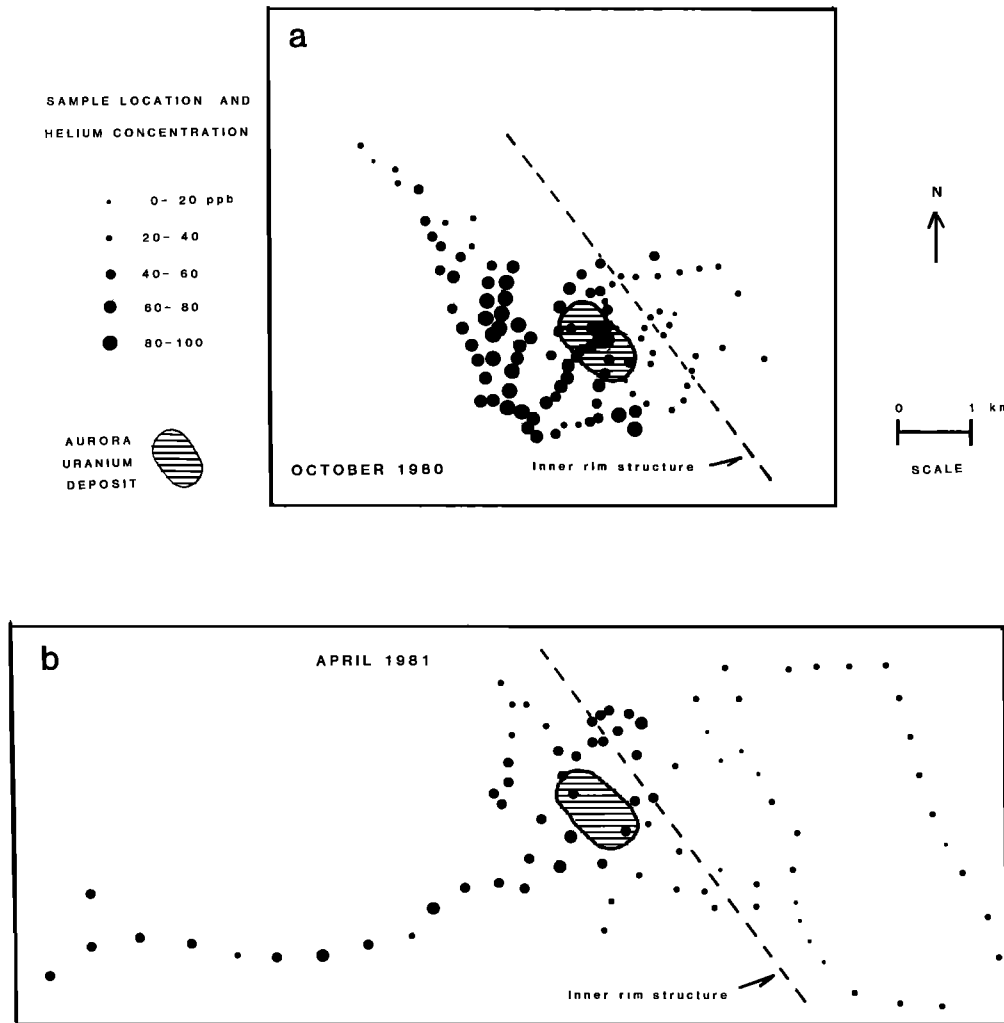 a
SAMPLE LOCATION AND
HELIUM CONCENTRATION
0- 20 ppb
20- 40
40- 60
60- 80
80-100
AURORA
URANIUM
DEPOSIT
N
0 1 km
SCALE
Inner rim structure
OCTOBER 1980
b
APRIL 1981
Inner rim structure